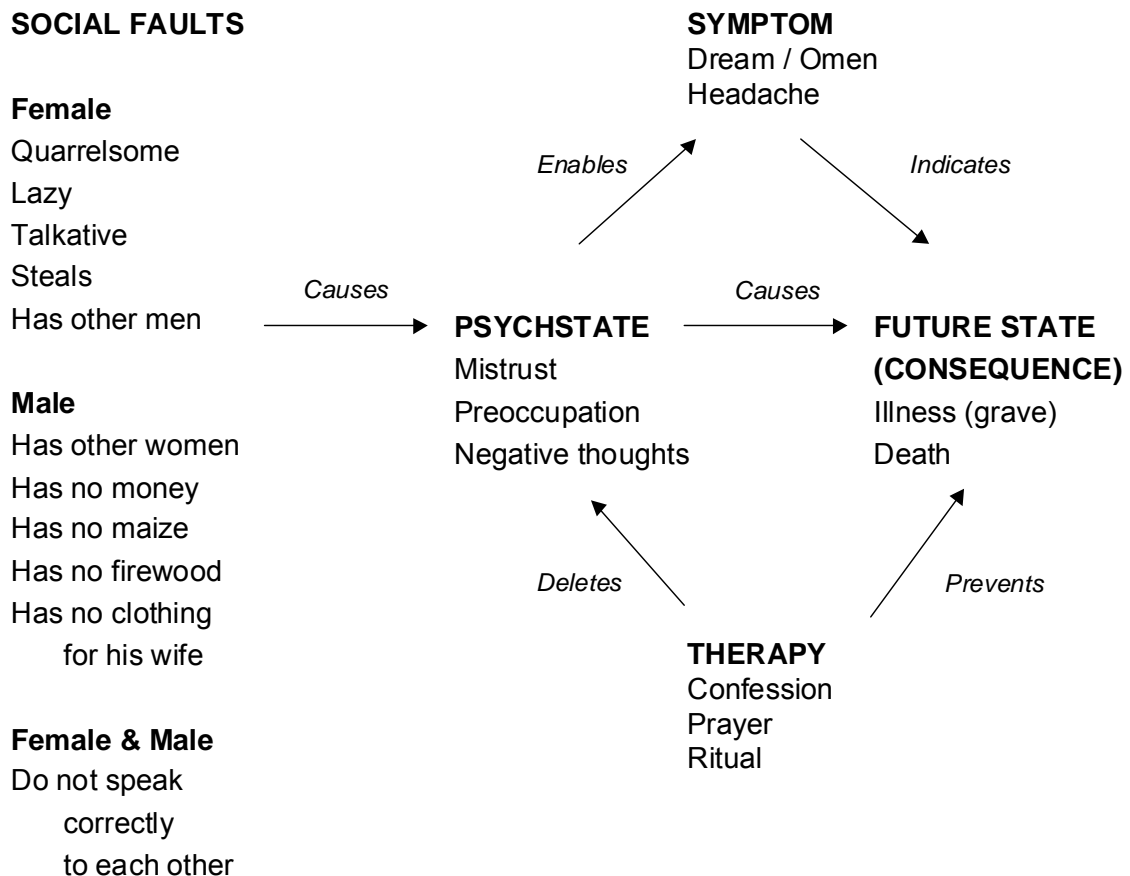 SOCIAL FAULTS
Female
Quarrelsome
Lazy
Talkative
Steals
Has other men
Male
Has other women
Has no money
Has no maize
Has no firewood
Has no clothing
for his wife
Female & Male
Do not speak
correctly
to each other
Causes
PSYCHSTATE
Mistrust
Preoccupation
Negative thoughts
Enables
SYMPTOM
Dream / Omen
Headache
Indicates
Causes
FUTURE STATE
(CONSEQUENCE)
Illness (grave)
Death
Deletes
Prevents
THERAPY
Confession
Prayer
Ritual